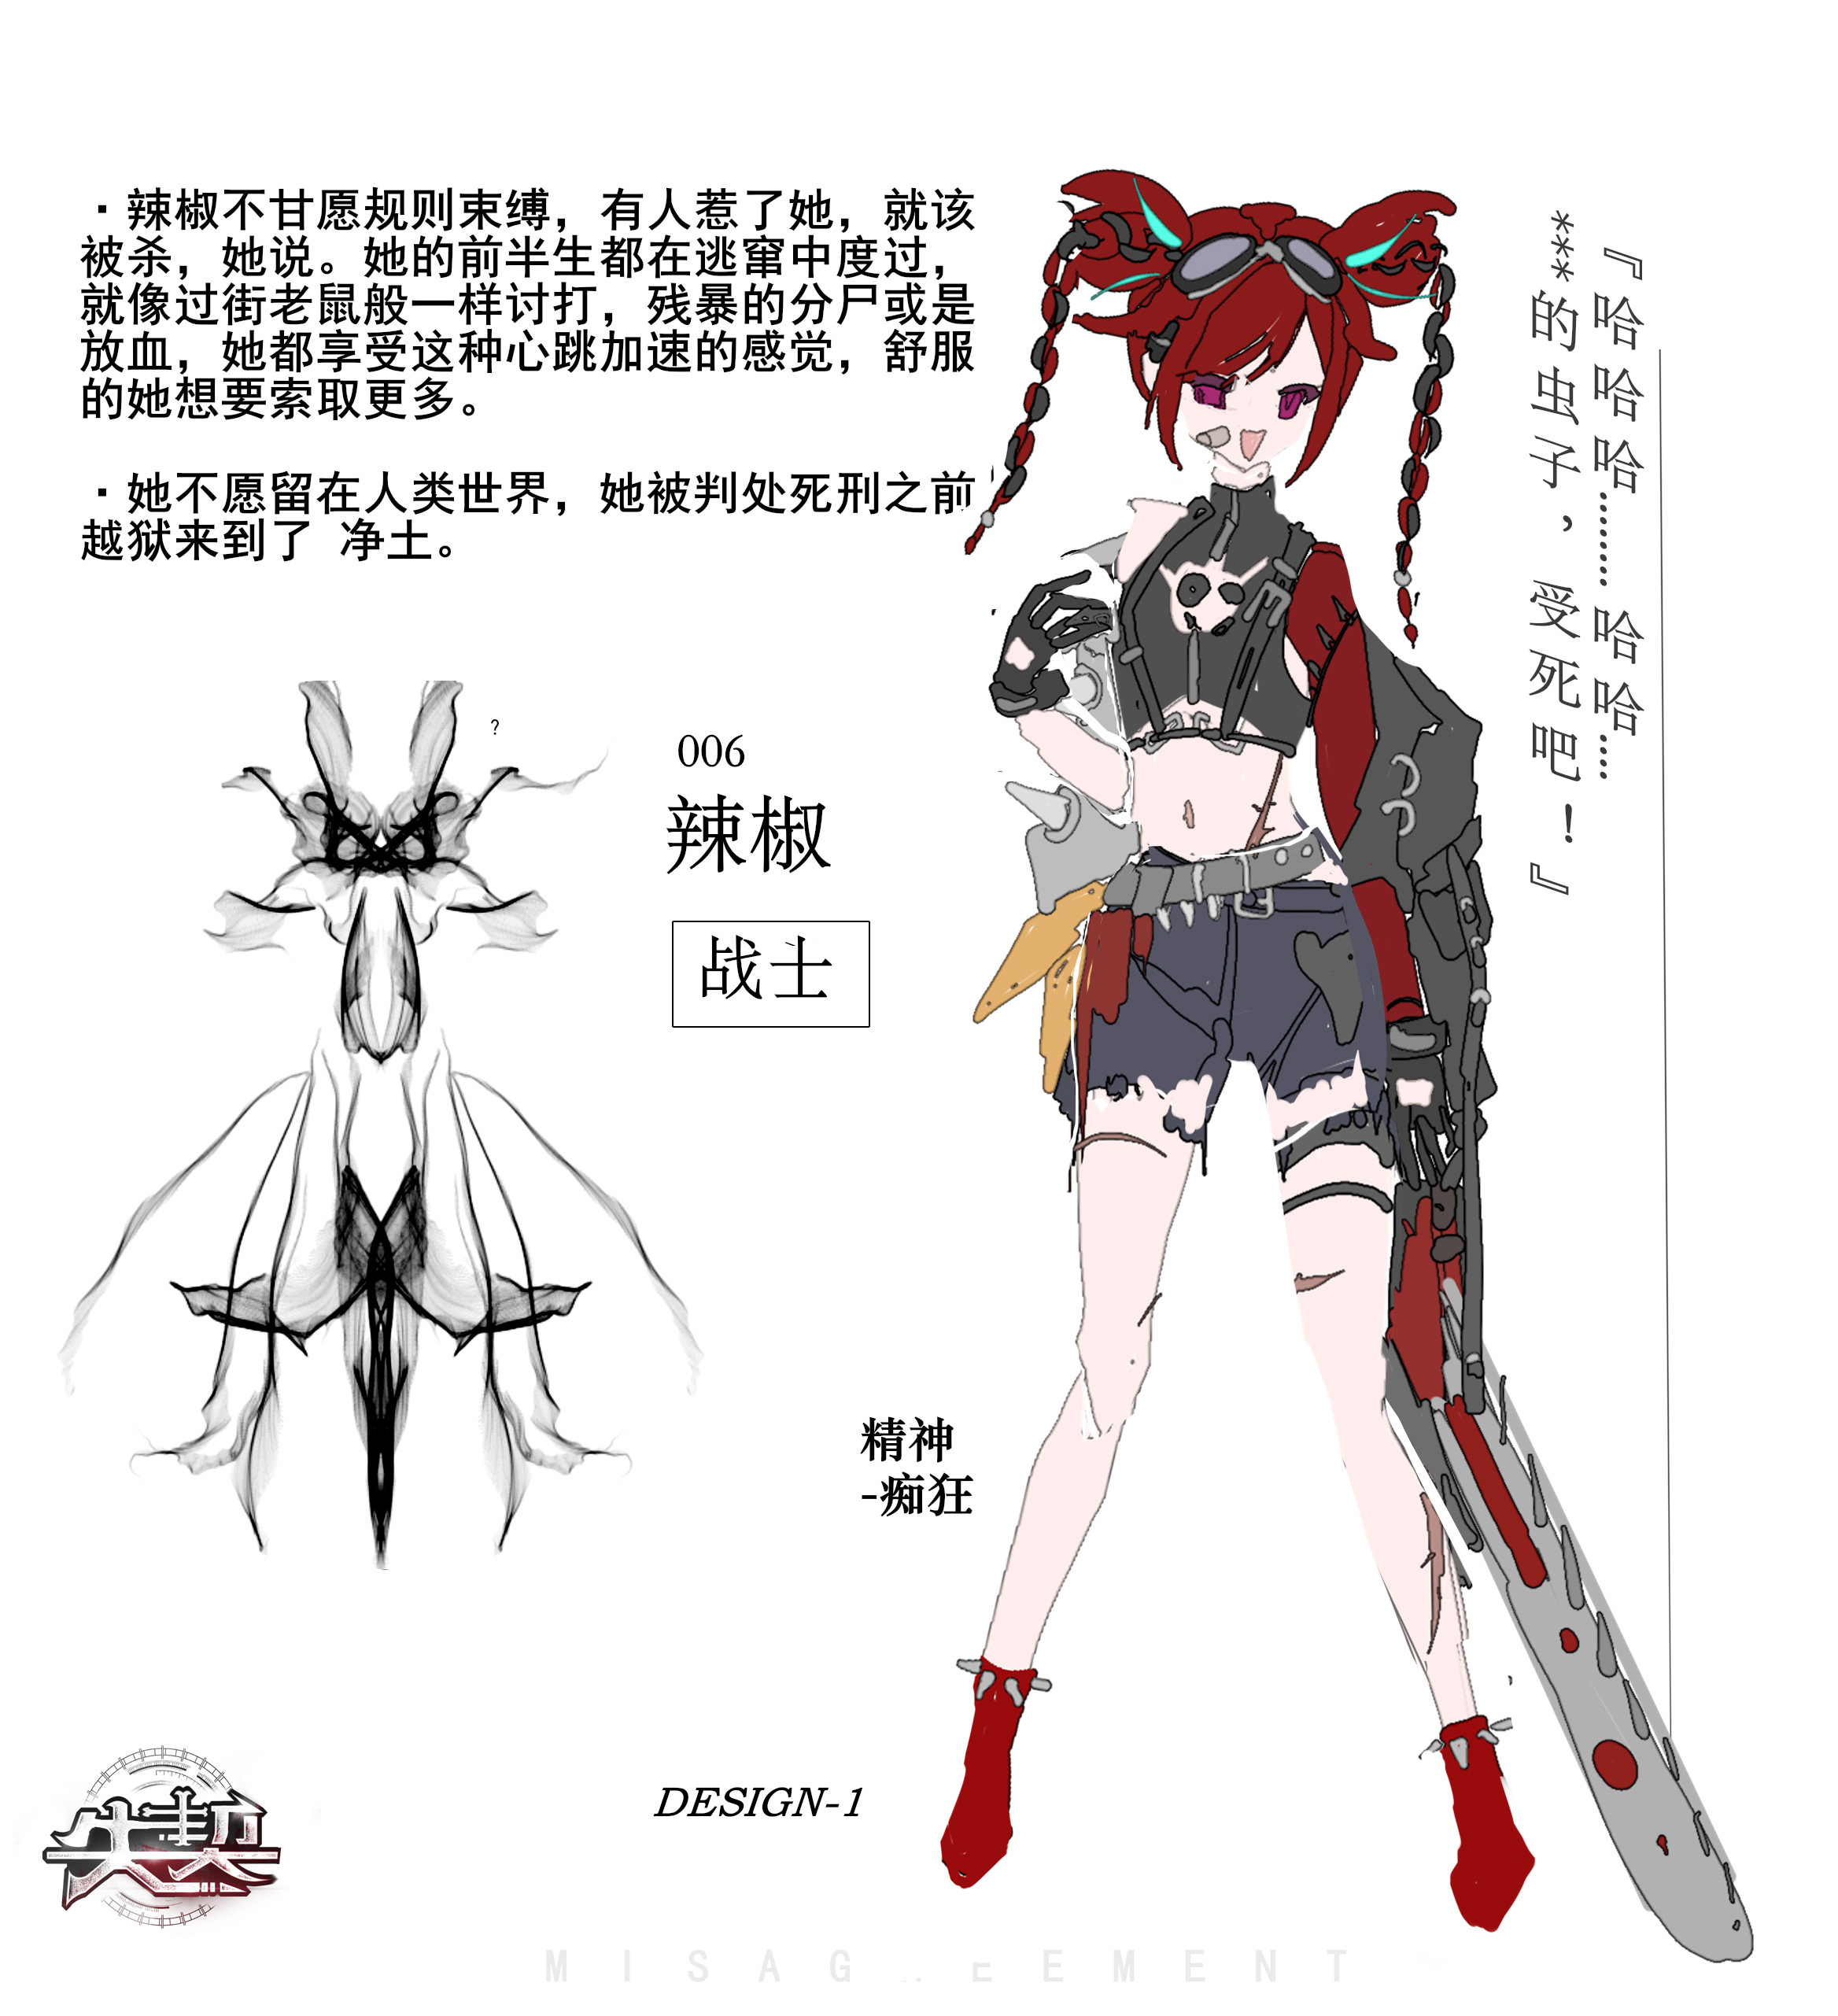 ·辣椒不甘愿规则束缚，有人惹了她，就该
被杀，她说。她的前半生都在逃窜中度过，
就像过街老鼠般一样讨打，残暴的分尸或是
放血，她都享受这种心跳加速的感觉，舒服
的她想要索取更多。
·她不愿留在人类世界，她被判处死刑之前
越狱来到了 净土。
『哈哈哈……哈哈…
***的虫子，受死吧！』
?
006
辣椒
战士
精神
-痴狂
DESIGN-1
失契